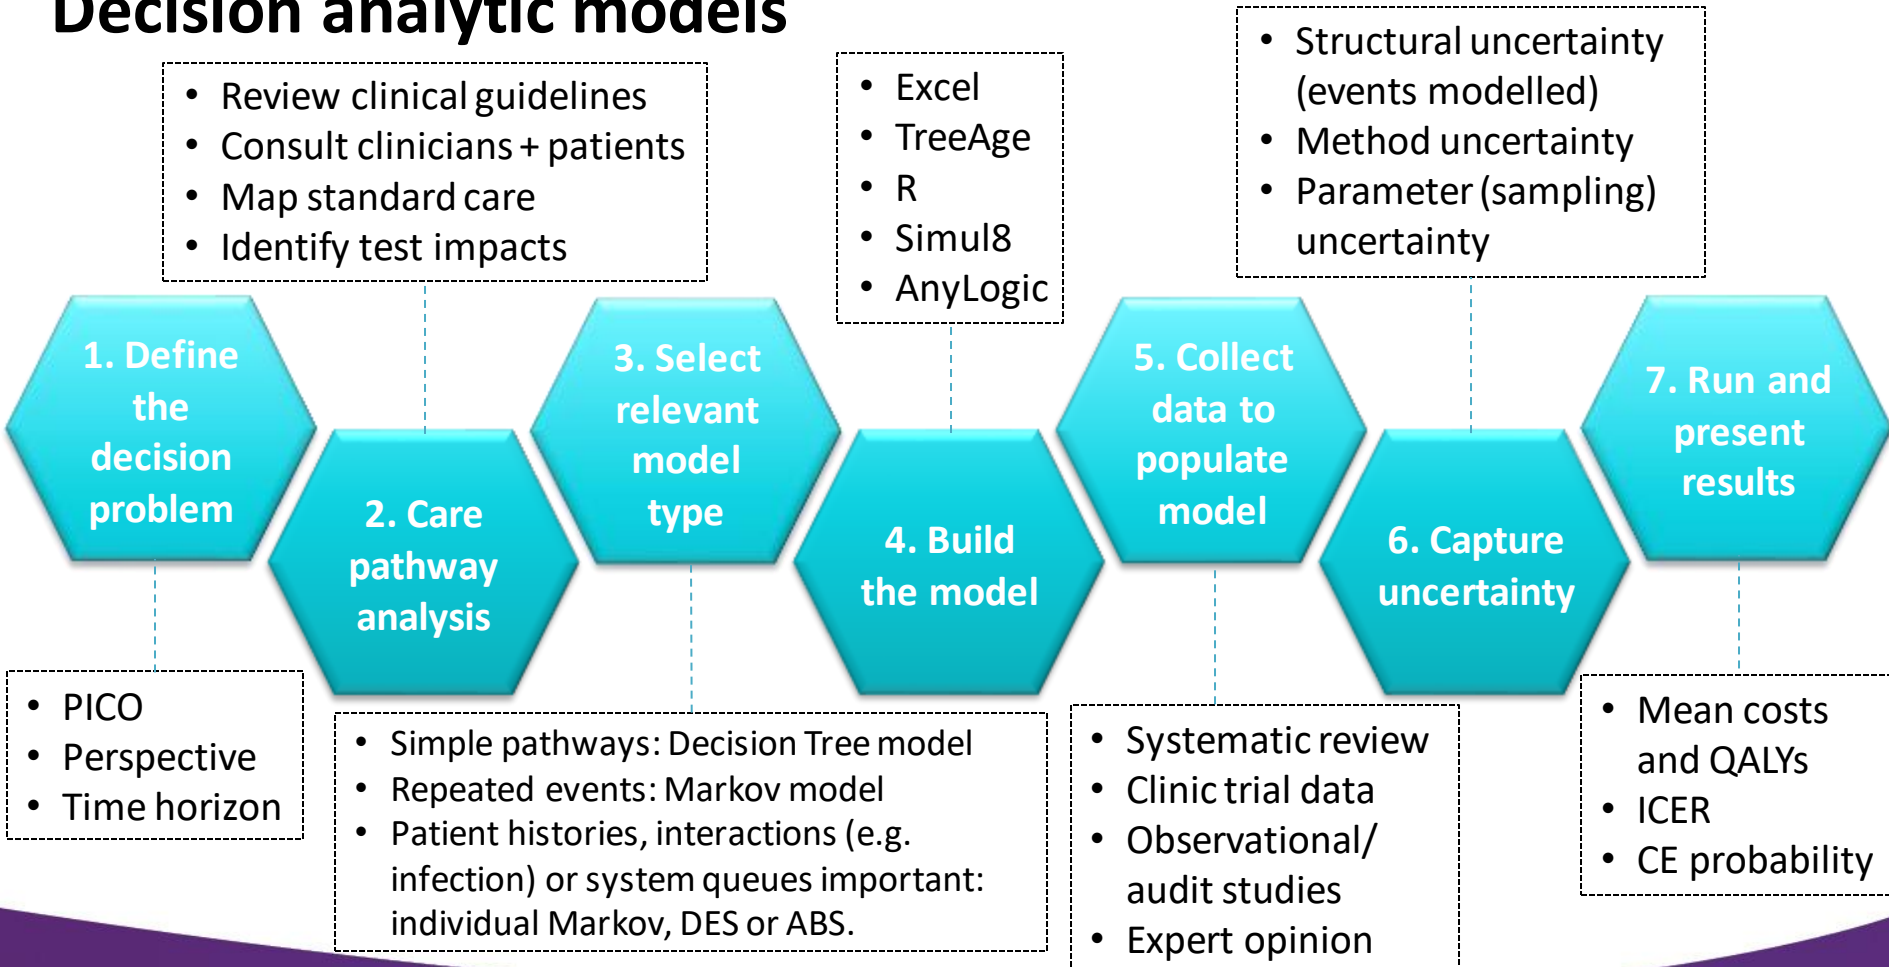 Decision analytic models
• Review clinical guidelines
• Consult clinicians + patients
• Map standard care
• Identify test impacts
• Excel
• TreeAge
• R
• Simul8
• AnyLogic
• Structural uncertainty
(events modelled)
• Method uncertainty
• Parameter (sampling)
uncertainty
1. Define
the
decision
problem
2. Care
pathway
analysis
3. Select
relevant
model
type
4. Build
the model
5. Collect
data to
populate
model
6. Capture
uncertainty
7. Run and
present
results
• PICO
• Perspective
• Time horizon
• Simple pathways: Decision Tree model
• Repeated events: Markov model
• Patient histories, interactions (e.g.
infection) or system queues important:
individual Markov, DES or ABS.
• Systematic review
• Clinic trial data
• Observational/
audit studies
• Expert opinion
• Mean costs
and QALYs
• ICER
• CE probability